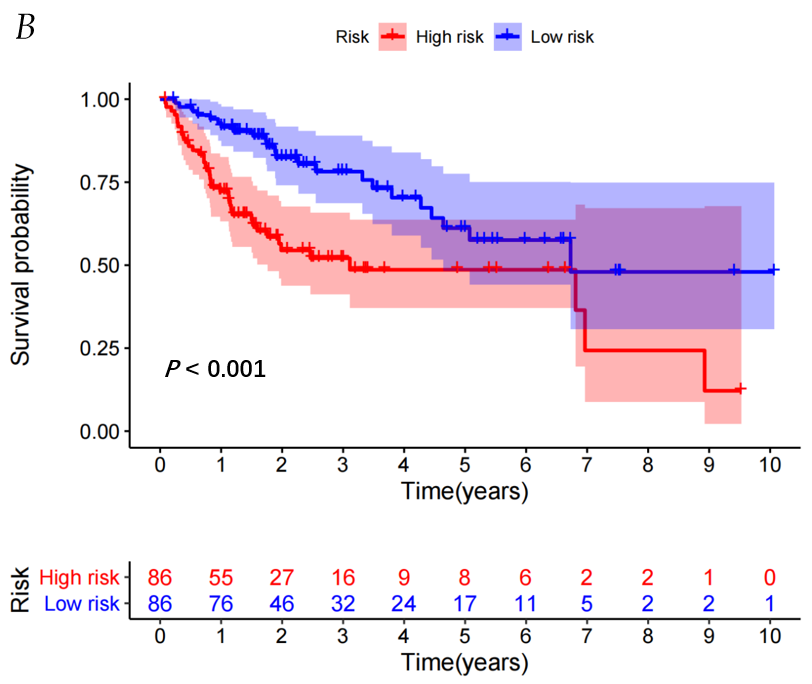 B
Risk High risk Low risk
1.00
0.75
0.50
0.25
0.00
Survival probability
P < 0.001
0 1 2 3 4 5 6 7 8 9 10
Time(years)
Risk
High risk 86 55 27 16 9 8 6 2 2 1 0
Low risk 86 76 46 32 24 17 11 5 2 2 1
0 1 2 3 4 5 6 7 8 9 10
Time(years)